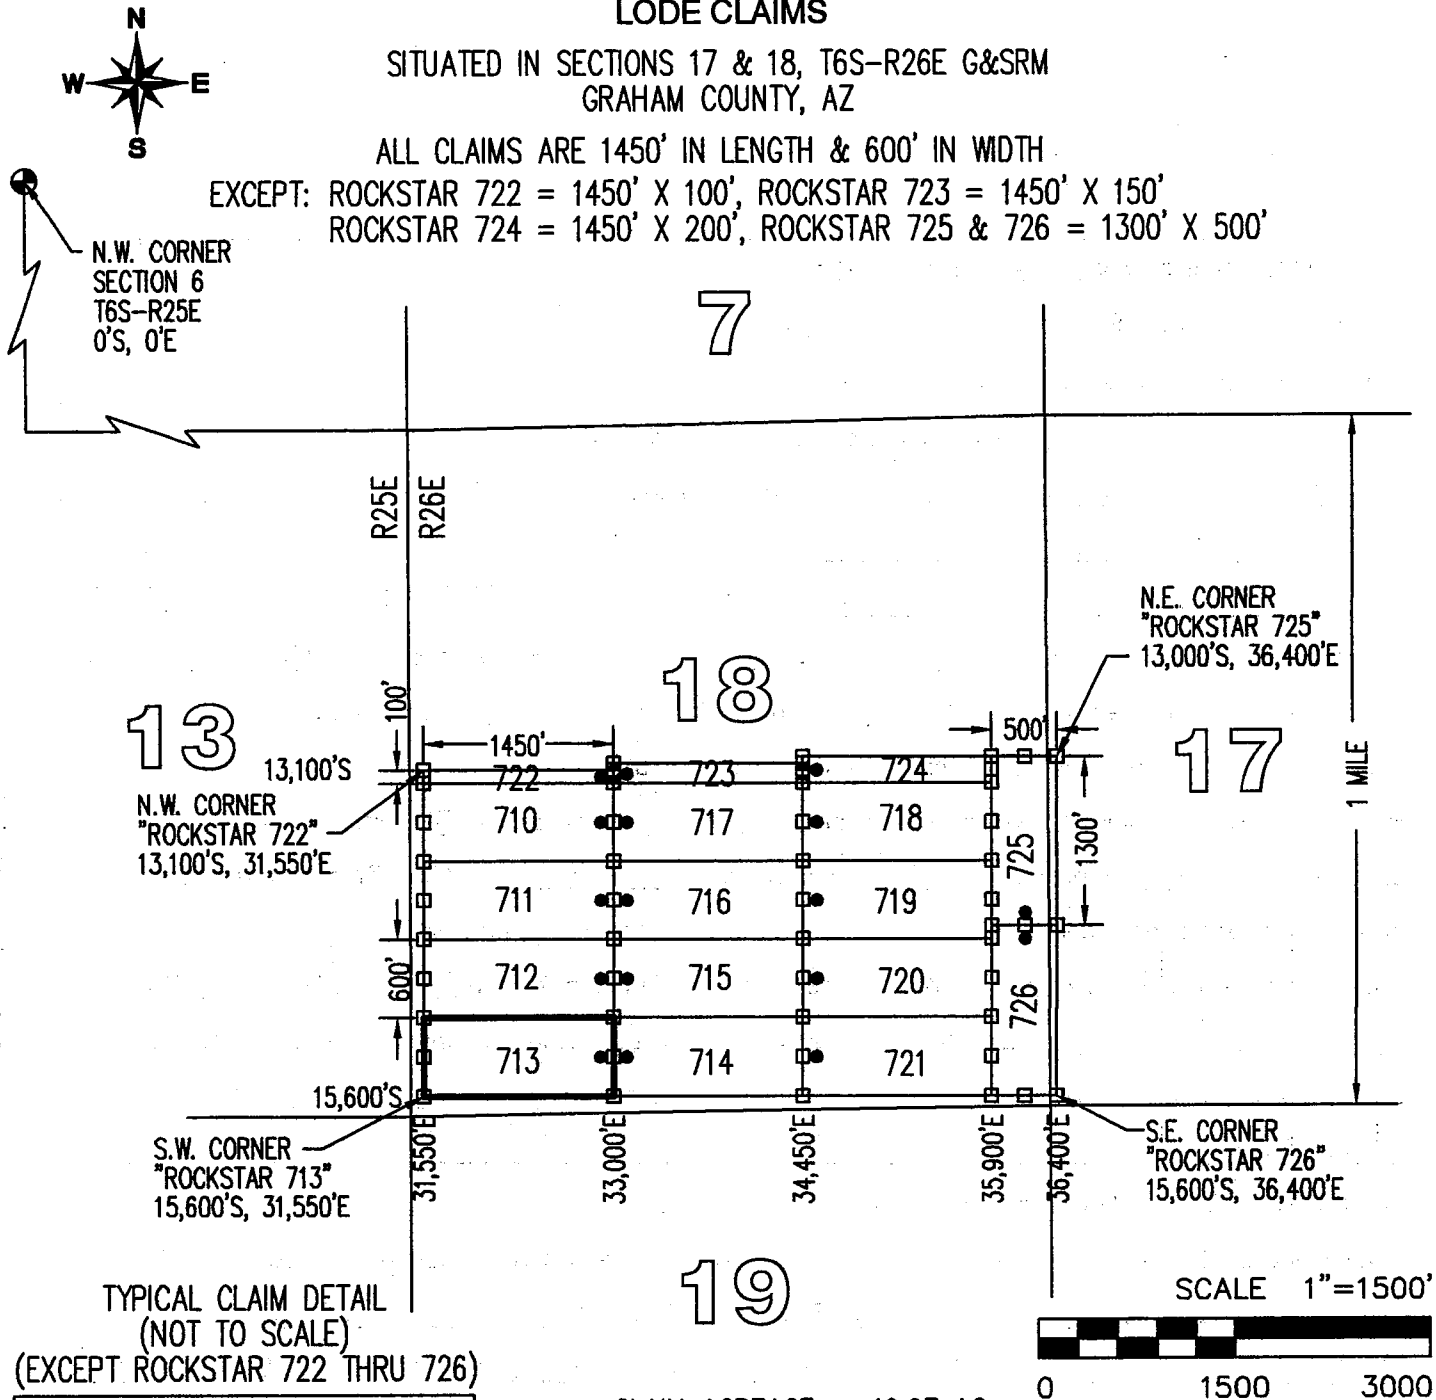 LODE CLAIMS
N
W E
S
SITUATED IN SECTIONS 17 & 18, T6S-R26E G&SRM
GRAHAM COUNTY, AZ
ALL CLAIMS ARE 1450' IN LENGTH & 600' IN WIDTH
EXCEPT: ROCKSTAR 722 = 1450' X 100', ROCKSTAR 723 = 1450' X 150'
ROCKSTAR 724 = 1450' X 200', ROCKSTAR 725 & 726 = 1300' X 500'
N.W. CORNER
SECTION 6
T6S-R25E
0'S, 0'E
7
R25E
R26E
N.E. CORNER
"ROCKSTAR 725"
13,000'S, 36,400'E
13
18
17
100'
1450'
500'
1 MILE
13,100'S
N.W. CORNER
"ROCKSTAR 722"
13,100'S, 31,550'E
722 723 724
710 717 718
725
1300'
711 716 719
600'
712 715 720
726
713 714 721
15,600'S
S.W. CORNER
"ROCKSTAR 713"
15,600'S, 31,550'E
31,550'E
33,000'E
34,450'E
35,900'E
36,400'E
S.E. CORNER
"ROCKSTAR 726"
15,600'S, 36,400'E
19
TYPICAL CLAIM DETAIL
(NOT TO SCALE)
(EXCEPT ROCKSTAR 722 THRU 726)
SCALE 1"=1500'
0 1500 3000